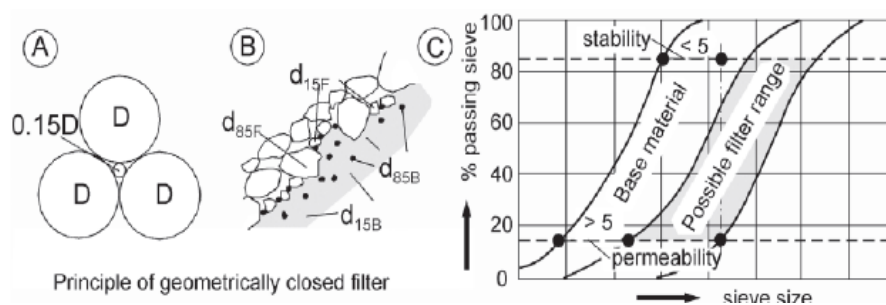 A
0.15D
D
D
D
B
d15F
d85F
d85B
d15B
Principle of geometrically closed filter
C
% passing sieve
100
80
60
40
20
0
stability
< 5
Base material
Possible filter range
> 5
permeability
sieve size